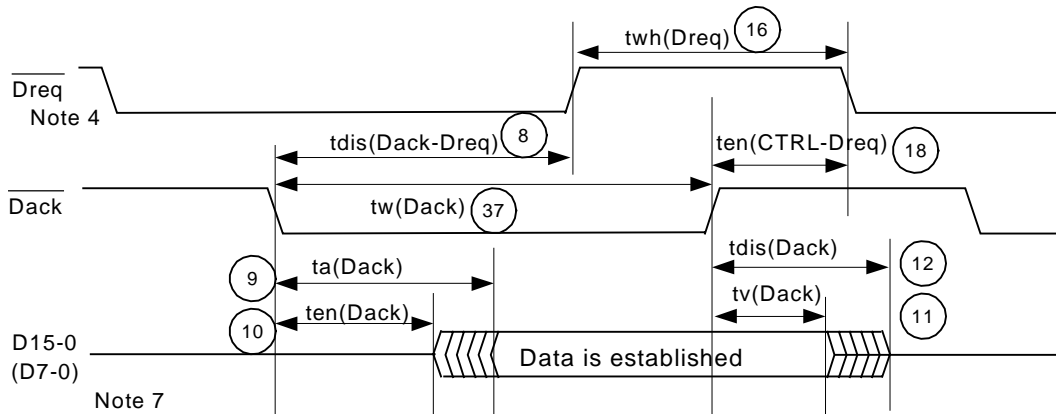 twh(Dreq) 16
Dreq
Note 4
tdis(Dack-Dreq) 8
ten(CTRL-Dreq) 18
Dack
tw(Dack) 37
9 ta(Dack)
tdis(Dack) 12
10 ten(Dack)
tv(Dack) 11
D15-0
(D7-0)
Data is established
Note 7